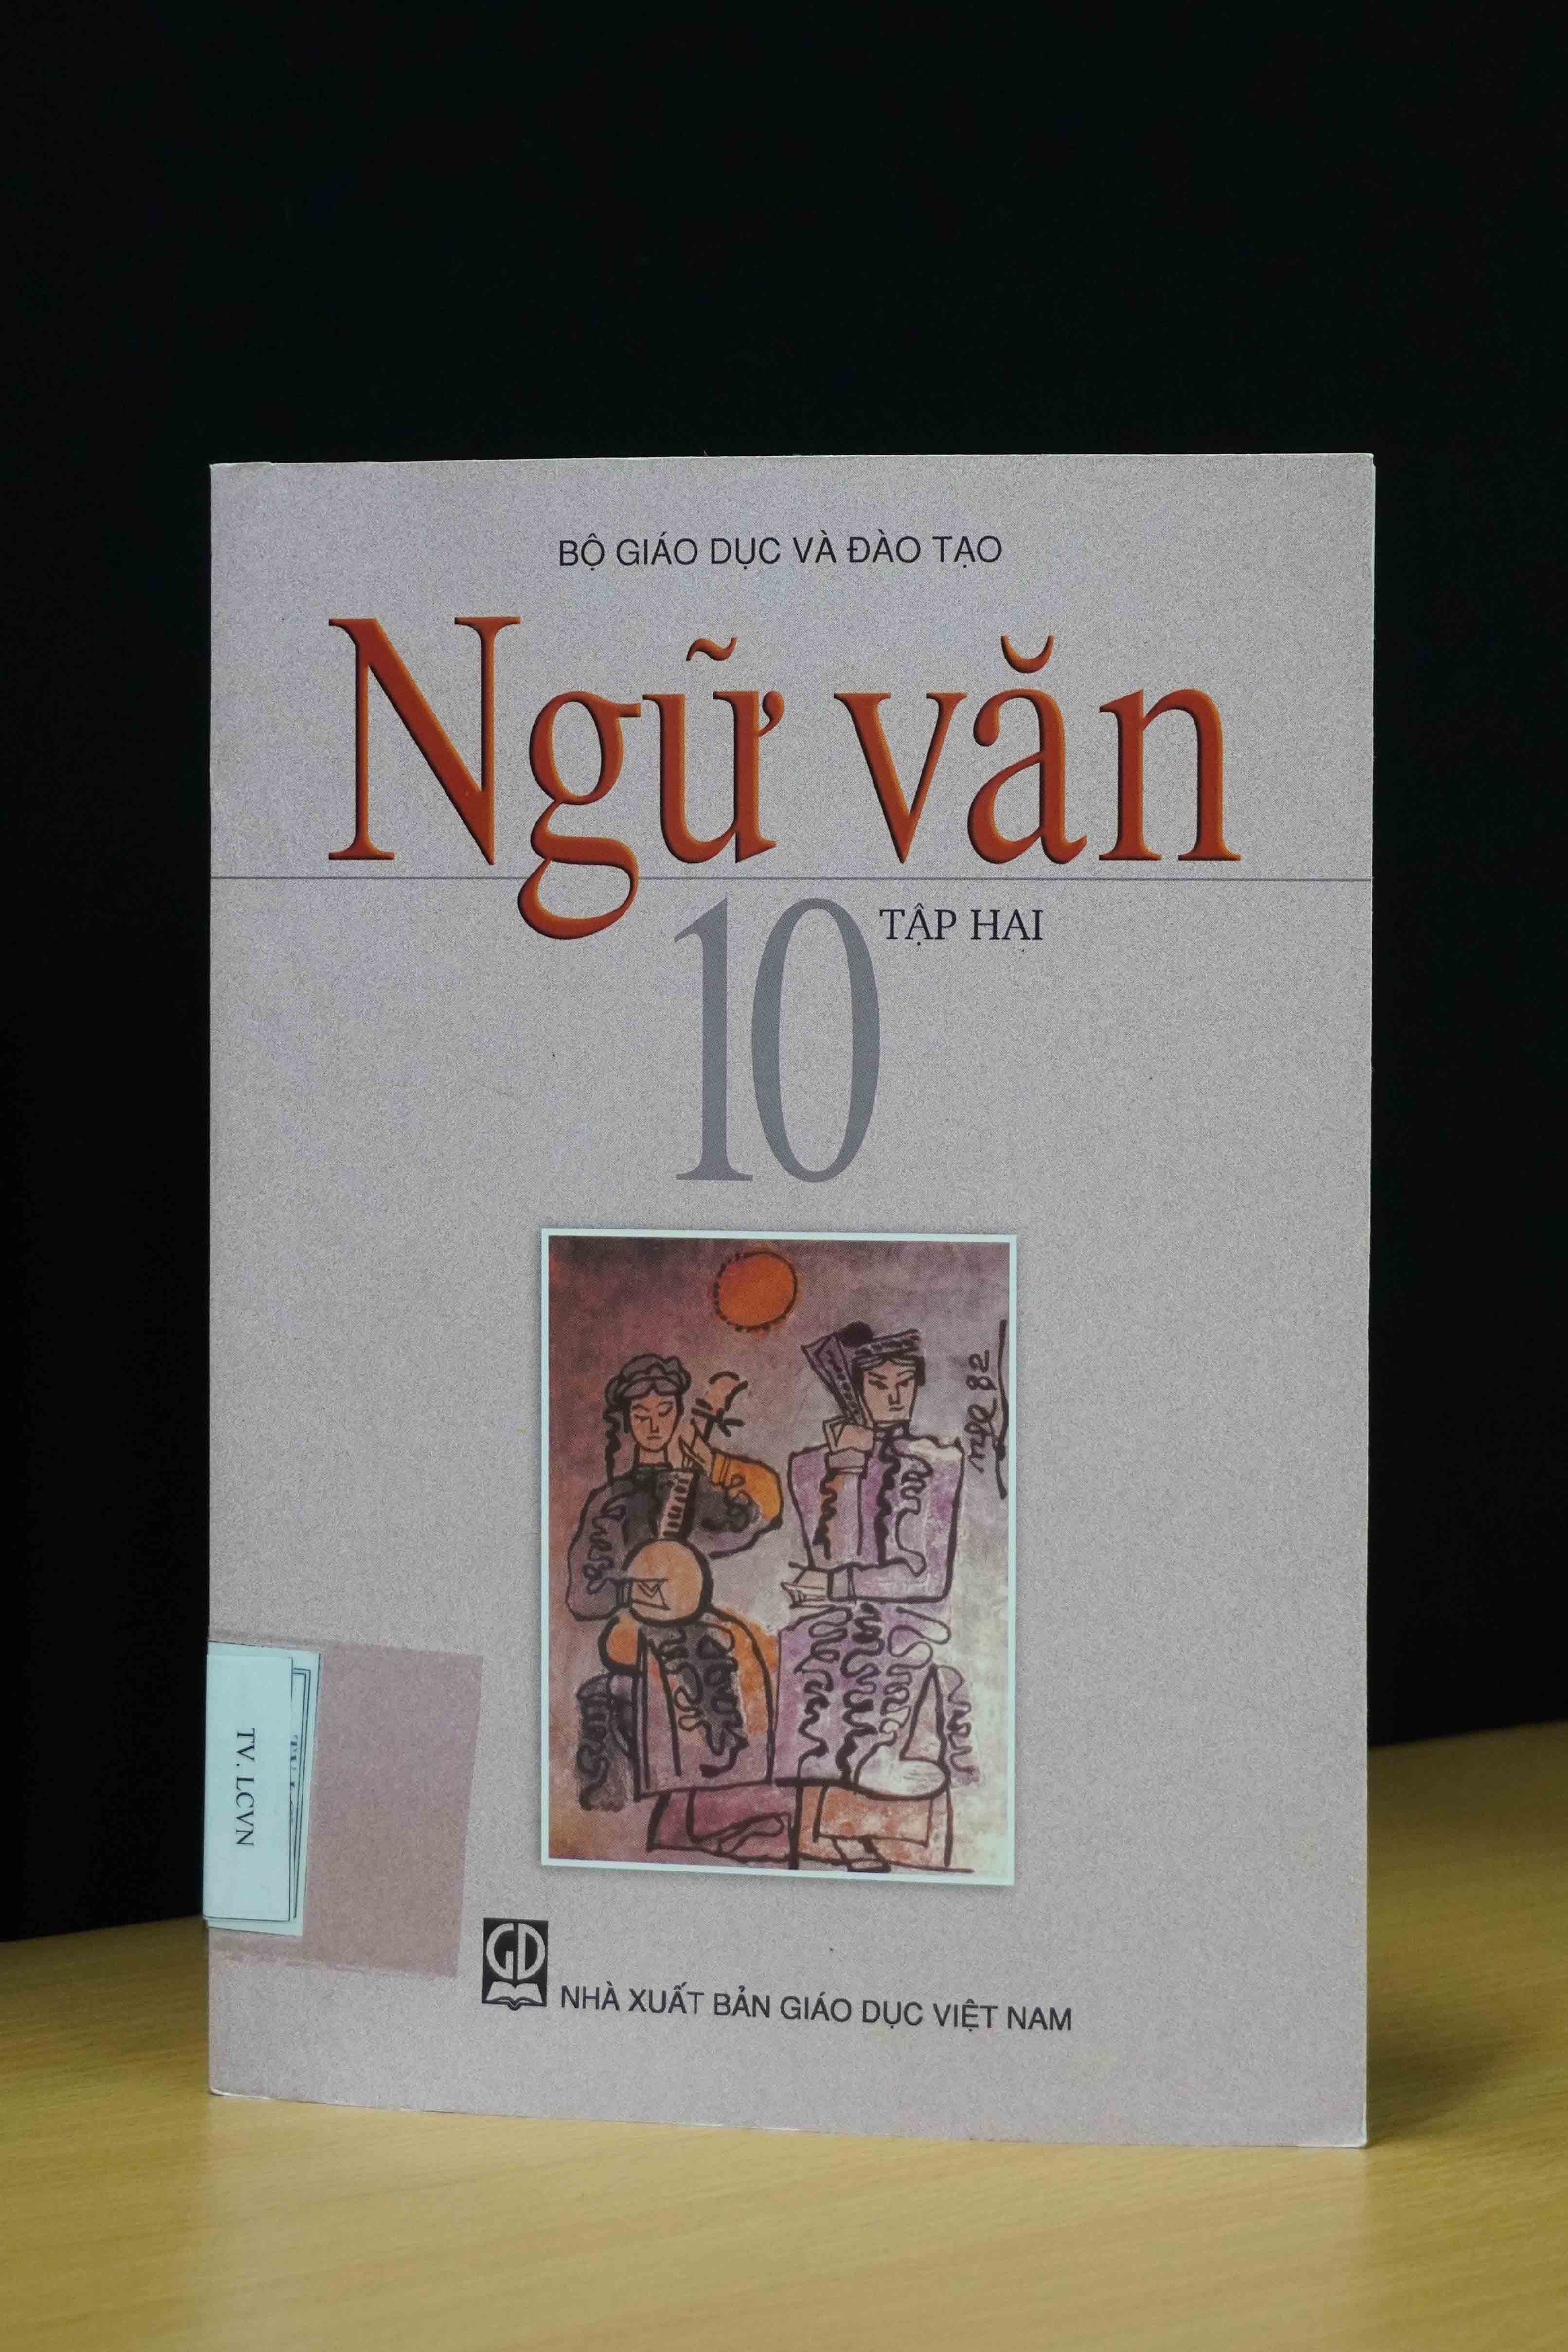 BỘ GIÁO DỤC VÀ ĐÀO TẠO
Ngữ văn
10 TẬP HAI
82
TV. LCVN
GD
NHÀ XUẤT BẢN GIÁO DỤC VIỆT NAM